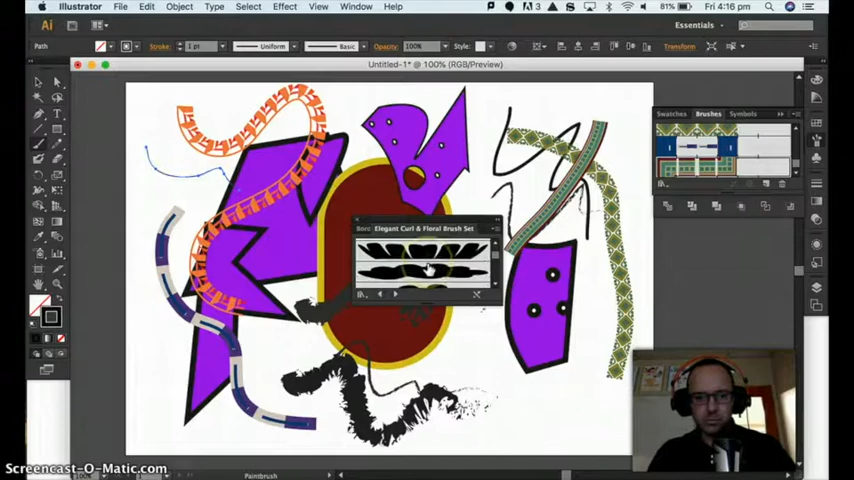 Illustrator File Edit Object Type Select Effect View Window Help
3 81% Fri 4:16 pm
Ai Essentials
Path Stroke: 1 pt Uniform Basic Opacity: 100% Style: Transform
Untitled-1* @ 100% (RGB/Preview)
Swatches Brushes Symbols
Elegant Curl & Floral Brush Set
Paintbrush
Screencast-O-Matic.com